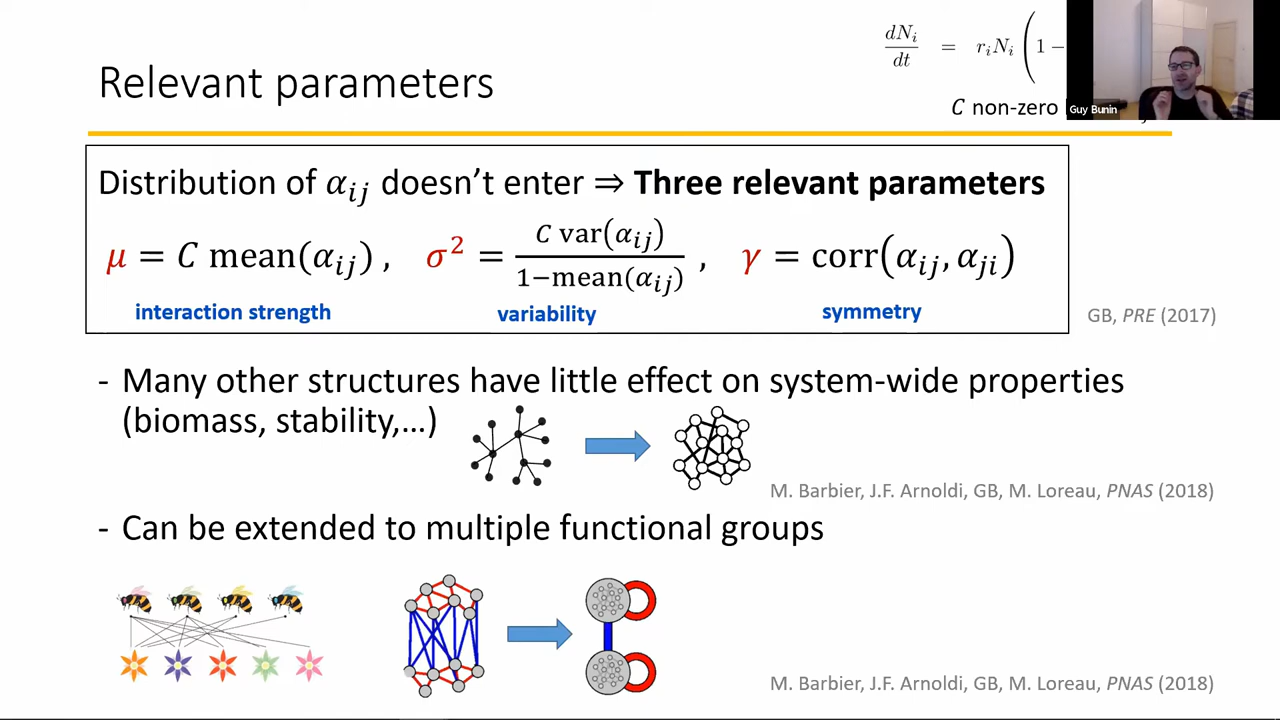 Relevant parameters
dN_i/dt = r_i N_i ( 1 −
C non-zero
Guy Bunin
Distribution of α_ij doesn't enter ⇒ Three relevant parameters
μ = C mean(α_ij) , σ² = C var(α_ij) / 1−mean(α_ij) , γ = corr(α_ij, α_ji)
interaction strength variability symmetry
GB, PRE (2017)
- Many other structures have little effect on system-wide properties
(biomass, stability,...)
M. Barbier, J.F. Arnoldi, GB, M. Loreau, PNAS (2018)
- Can be extended to multiple functional groups
M. Barbier, J.F. Arnoldi, GB, M. Loreau, PNAS (2018)